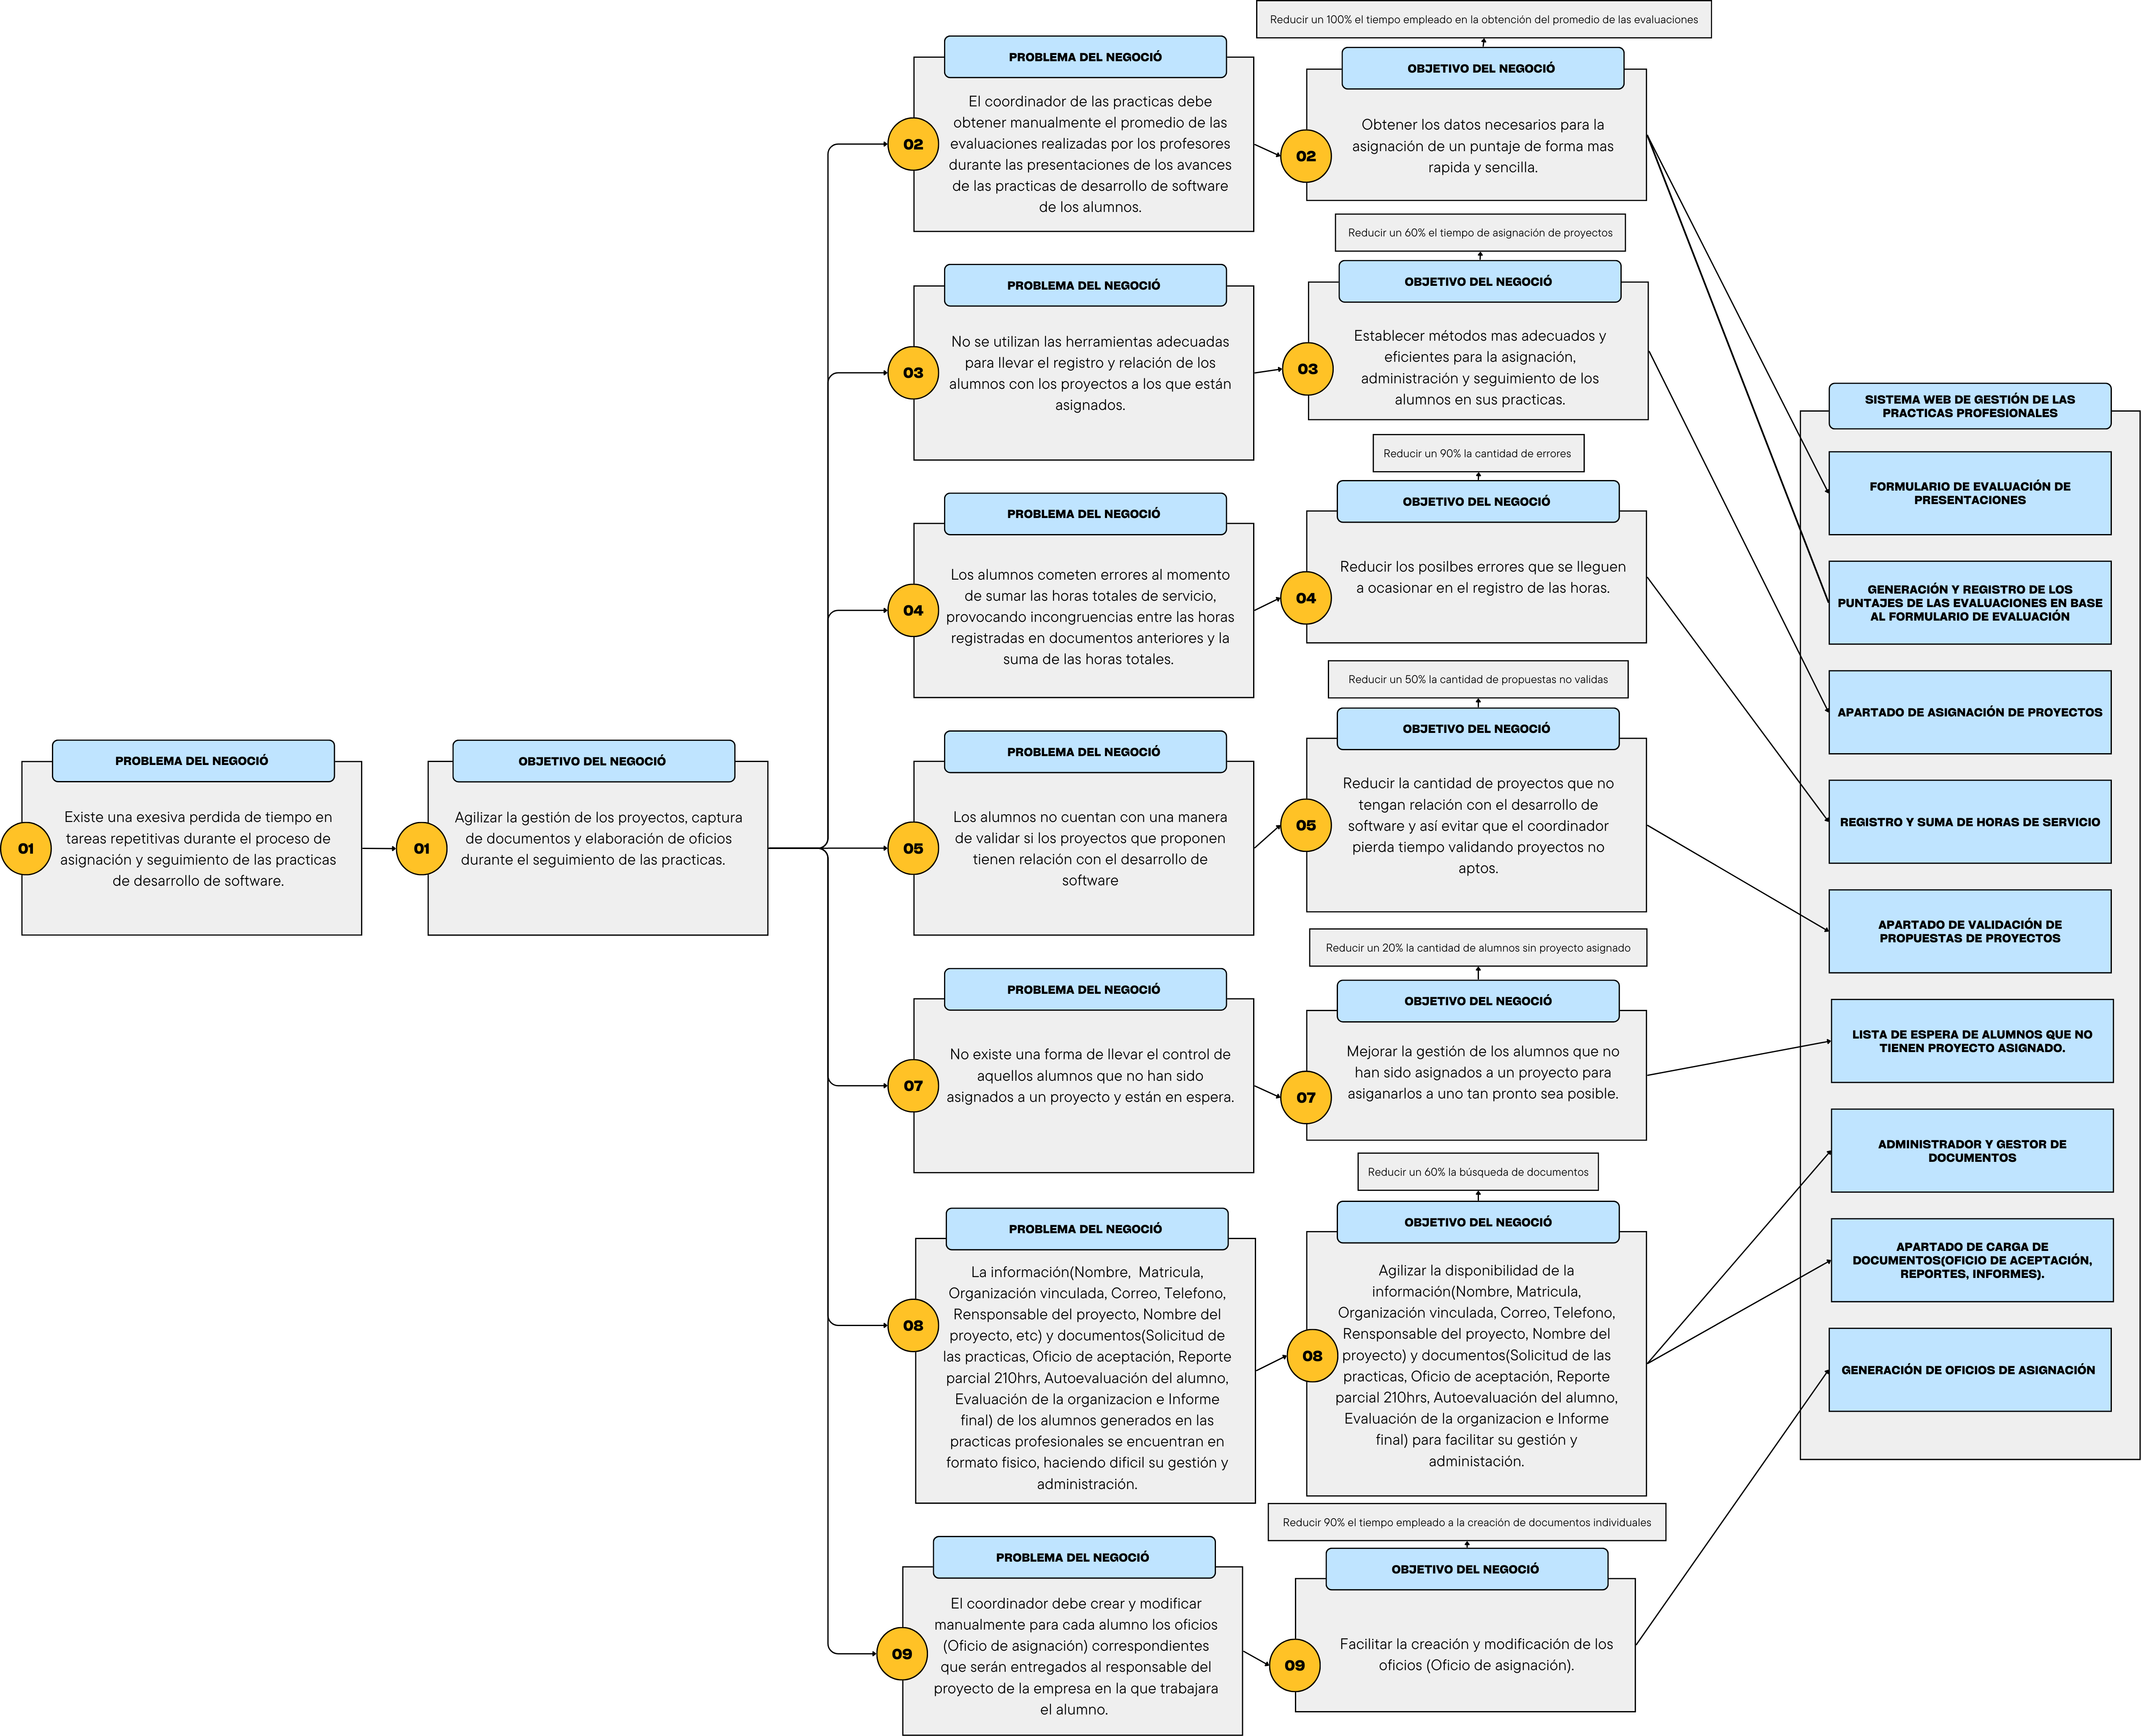 PROBLEMA DEL NEGOCIÓ
01
Existe una exesiva perdida de tiempo en
tareas repetitivas durante el proceso de
asignación y seguimiento de las practicas
de desarrollo de software.
OBJETIVO DEL NEGOCIÓ
01
Agilizar la gestión de los proyectos, captura
de documentos y elaboración de oficios
durante el seguimiento de las practicas.
PROBLEMA DEL NEGOCIÓ
02
El coordinador de las practicas debe
obtener manualmente el promedio de las
evaluaciones realizadas por los profesores
durante las presentaciones de los avances
de las practicas de desarrollo de software
de los alumnos.
Reducir un 100% el tiempo empleado en la obtención del promedio de las evaluaciones
OBJETIVO DEL NEGOCIÓ
02
Obtener los datos necesarios para la
asignación de un puntaje de forma mas
rapida y sencilla.
PROBLEMA DEL NEGOCIÓ
03
No se utilizan las herramientas adecuadas
para llevar el registro y relación de los
alumnos con los proyectos a los que están
asignados.
Reducir un 60% el tiempo de asignación de proyectos
OBJETIVO DEL NEGOCIÓ
03
Establecer métodos mas adecuados y
eficientes para la asignación,
administración y seguimiento de los
alumnos en sus practicas.
PROBLEMA DEL NEGOCIÓ
04
Los alumnos cometen errores al momento
de sumar las horas totales de servicio,
provocando incongruencias entre las horas
registradas en documentos anteriores y la
suma de las horas totales.
Reducir un 90% la cantidad de errores
OBJETIVO DEL NEGOCIÓ
04
Reducir los posilbes errores que se lleguen
a ocasionar en el registro de las horas.
PROBLEMA DEL NEGOCIÓ
05
Los alumnos no cuentan con una manera
de validar si los proyectos que proponen
tienen relación con el desarrollo de
software
Reducir un 50% la cantidad de propuestas no validas
OBJETIVO DEL NEGOCIÓ
05
Reducir la cantidad de proyectos que no
tengan relación con el desarrollo de
software y así evitar que el coordinador
pierda tiempo validando proyectos no
aptos.
PROBLEMA DEL NEGOCIÓ
07
No existe una forma de llevar el control de
aquellos alumnos que no han sido
asignados a un proyecto y están en espera.
Reducir un 20% la cantidad de alumnos sin proyecto asignado
OBJETIVO DEL NEGOCIÓ
07
Mejorar la gestión de los alumnos que no
han sido asignados a un proyecto para
asiganarlos a uno tan pronto sea posible.
PROBLEMA DEL NEGOCIÓ
08
La información(Nombre, Matricula,
Organización vinculada, Correo, Telefono,
Rensponsable del proyecto, Nombre del
proyecto, etc) y documentos(Solicitud de
las practicas, Oficio de aceptación, Reporte
parcial 210hrs, Autoevaluación del alumno,
Evaluación de la organizacion e Informe
final) de los alumnos generados en las
practicas profesionales se encuentran en
formato fisico, haciendo dificil su gestión y
administración.
Reducir un 60% la búsqueda de documentos
OBJETIVO DEL NEGOCIÓ
08
Agilizar la disponibilidad de la
información(Nombre, Matricula,
Organización vinculada, Correo, Telefono,
Rensponsable del proyecto, Nombre del
proyecto) y documentos(Solicitud de las
practicas, Oficio de aceptación, Reporte
parcial 210hrs, Autoevaluación del alumno,
Evaluación de la organizacion e Informe
final) para facilitar su gestión y
administación.
PROBLEMA DEL NEGOCIÓ
09
El coordinador debe crear y modificar
manualmente para cada alumno los oficios
(Oficio de asignación) correspondientes
que serán entregados al responsable del
proyecto de la empresa en la que trabajara
el alumno.
Reducir 90% el tiempo empleado a la creación de documentos individuales
OBJETIVO DEL NEGOCIÓ
09
Facilitar la creación y modificación de los
oficios (Oficio de asignación).
SISTEMA WEB DE GESTIÓN DE LAS
PRACTICAS PROFESIONALES
FORMULARIO DE EVALUACIÓN DE
PRESENTACIONES
GENERACIÓN Y REGISTRO DE LOS
PUNTAJES DE LAS EVALUACIONES EN BASE
AL FORMULARIO DE EVALUACIÓN
APARTADO DE ASIGNACIÓN DE PROYECTOS
REGISTRO Y SUMA DE HORAS DE SERVICIO
APARTADO DE VALIDACIÓN DE
PROPUESTAS DE PROYECTOS
LISTA DE ESPERA DE ALUMNOS QUE NO
TIENEN PROYECTO ASIGNADO.
ADMINISTRADOR Y GESTOR DE
DOCUMENTOS
APARTADO DE CARGA DE
DOCUMENTOS(OFICIO DE ACEPTACIÓN,
REPORTES, INFORMES).
GENERACIÓN DE OFICIOS DE ASIGNACIÓN